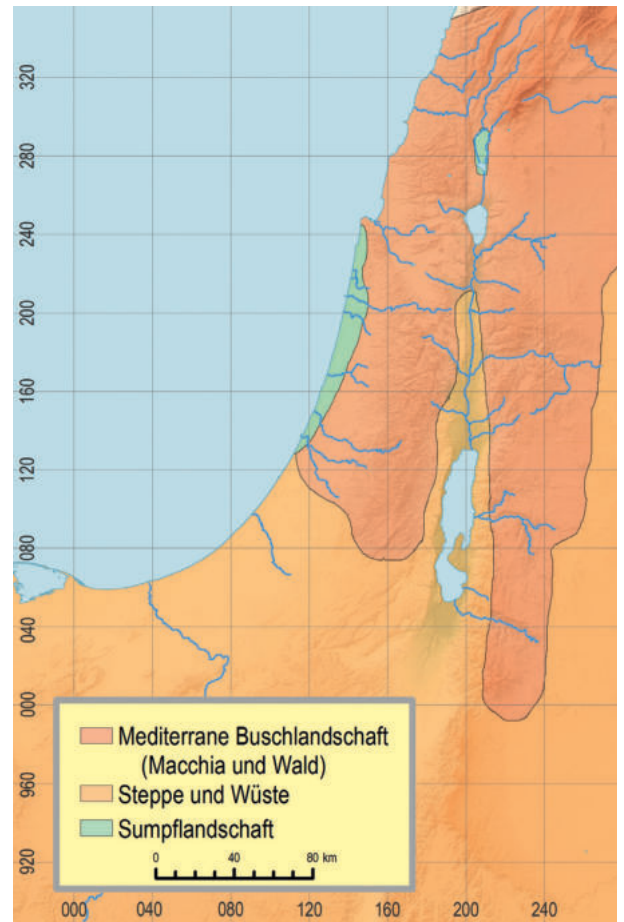 320
280
240
200
160
120
080
040
000
960
920
Mediterrane Buschlandschaft
(Macchia und Wald)
Steppe und Wüste
Sumpflandschaft
0 40 80 km
000 040 080 120 160 200 240